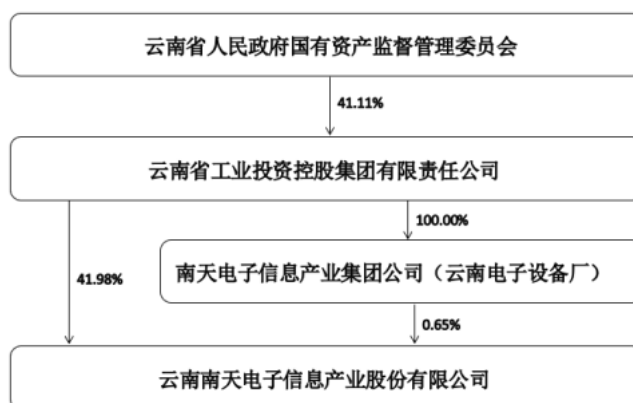 云南省人民政府国有资产监督管理委员会
41.11%
云南省工业投资控股集团有限责任公司
100.00%
南天电子信息产业集团公司（云南电子设备厂）
41.98%
0.65%
云南南天电子信息产业股份有限公司